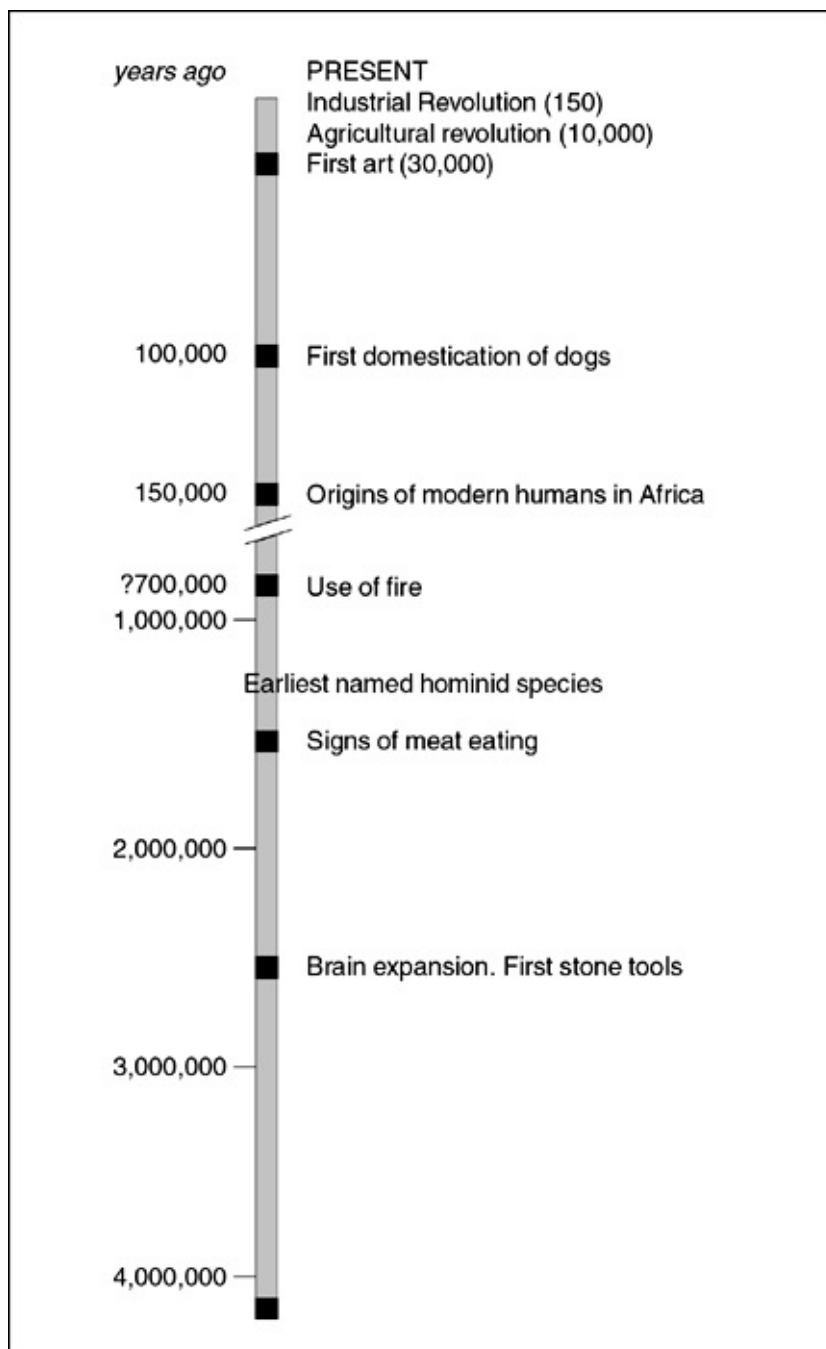 years ago PRESENT
Industrial Revolution (150)
Agricultural revolution (10,000)
First art (30,000)
100,000 First domestication of dogs
150,000 Origins of modern humans in Africa
?700,000 Use of fire
1,000,000
Earliest named hominid species
Signs of meat eating
2,000,000
Brain expansion. First stone tools
3,000,000
4,000,000